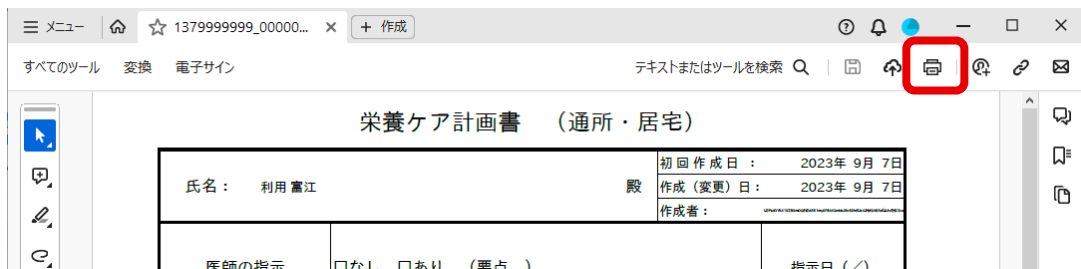 メニュー 1379999999_00000... × + 作成
すべてのツール 変換 電子サイン テキストまたはツールを検索
栄養ケア計画書 （通所・居宅）
初回作成日： 2023年 9月 7日
氏名： 利用 富江 殿 作成（変更）日： 2023年 9月 7日
作成者：
医師の指示 □なし □あり （要点 ） 指示日（／）